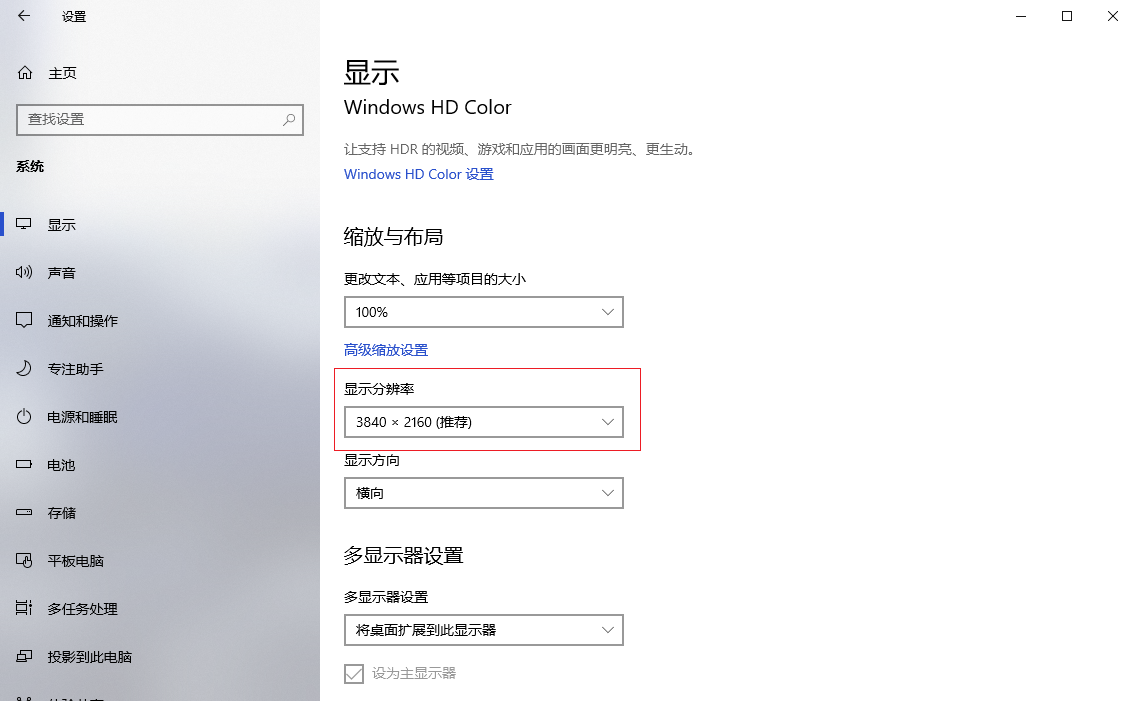 设置
主页
查找设置
系统
显示
声音
通知和操作
专注助手
电源和睡眠
电池
存储
平板电脑
多任务处理
投影到此电脑
显示
Windows HD Color
让支持 HDR 的视频、游戏和应用的画面更明亮、更生动。
Windows HD Color 设置
缩放与布局
更改文本、应用等项目的大小
100%
高级缩放设置
显示分辨率
3840 × 2160 (推荐)
显示方向
横向
多显示器设置
多显示器设置
将桌面扩展到此显示器
设为主显示器